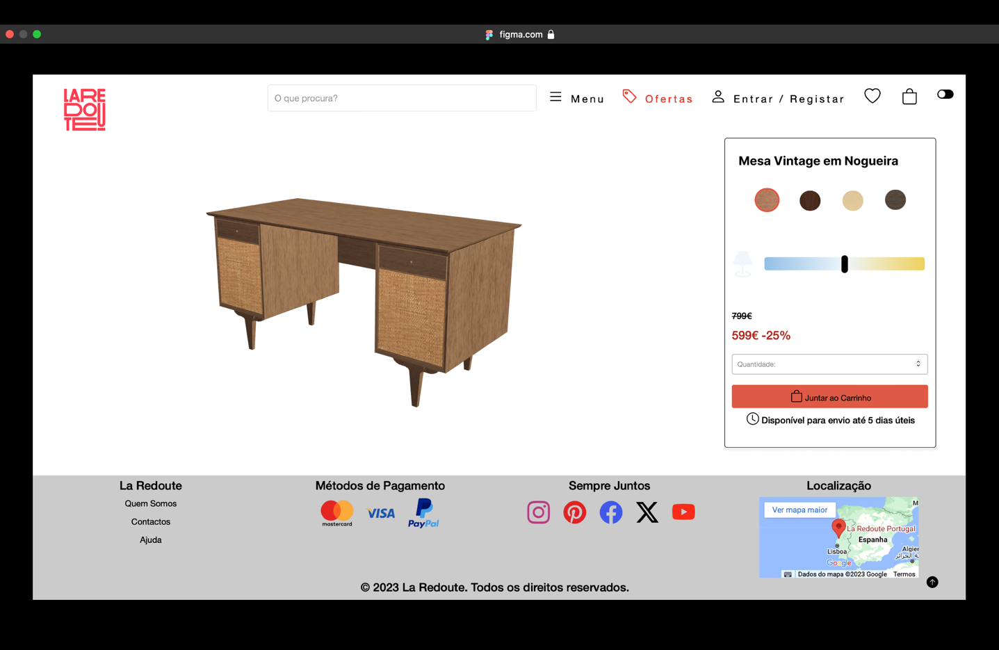 figma.com
LA RE
DOU
TE
O que procura?
Menu
Ofertas
Entrar / Registar
Mesa Vintage em Nogueira
799€
599€ -25%
Quantidade:
Juntar ao Carrinho
Disponível para envio até 5 dias úteis
La Redoute
Quem Somos
Contactos
Ajuda
Métodos de Pagamento
mastercard
VISA
PayPal
Sempre Juntos
Localização
Ver mapa maior
La Redoute Portugal
Espanha
Lisboa
Google
Dados do mapa ©2023 Google
Termos
© 2023 La Redoute. Todos os direitos reservados.